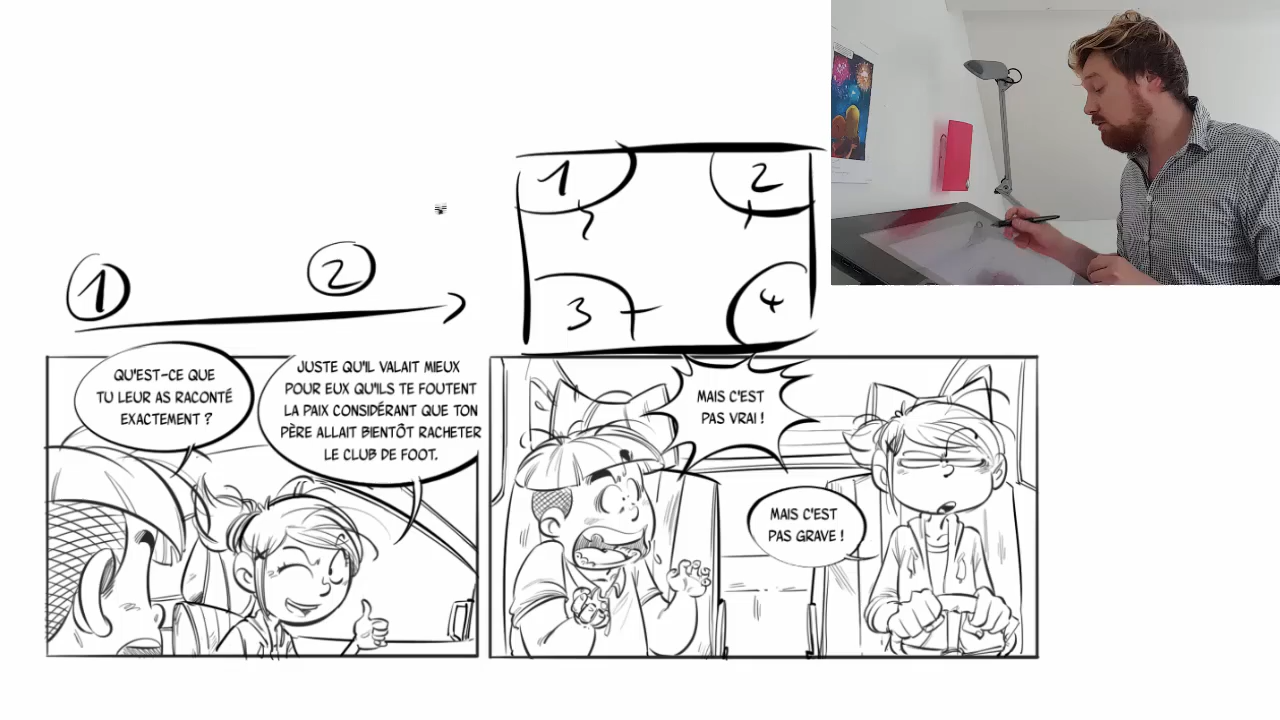 1
2
3
4
1
2
QU'EST-CE QUE
TU LEUR AS RACONTÉ
EXACTEMENT ?
JUSTE QU'IL VALAIT MIEUX
POUR EUX QU'ILS TE FOUTENT
LA PAIX CONSIDÉRANT QUE TON
PÈRE ALLAIT BIENTÔT RACHETER
LE CLUB DE FOOT.
MAIS C'EST
PAS VRAI !
MAIS C'EST
PAS GRAVE !